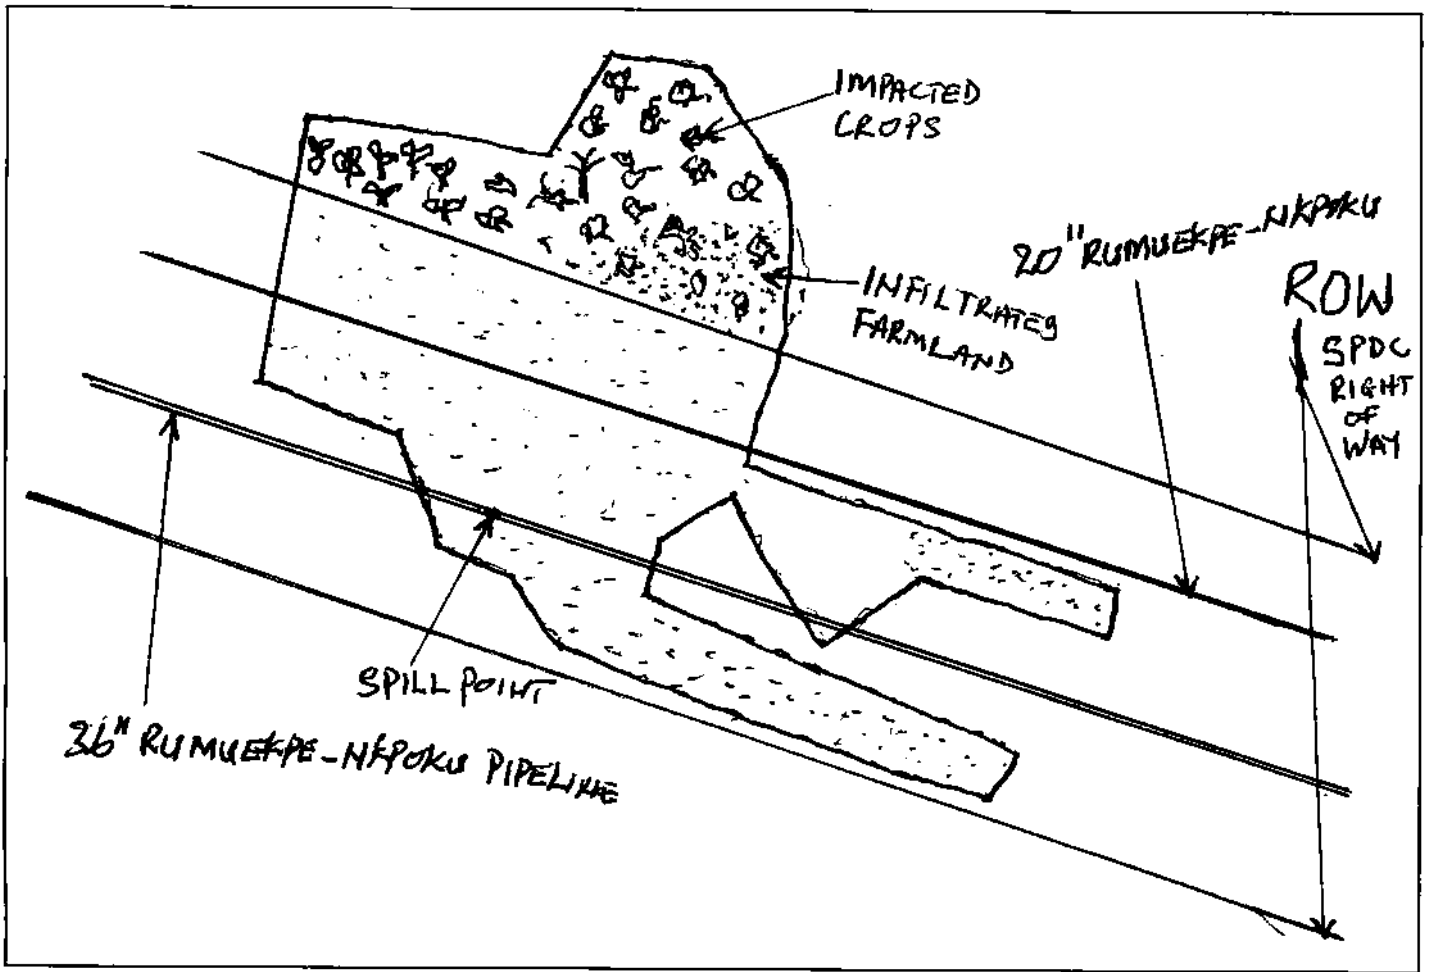 IMPACTED
CROPS
20" RUMUEKPE-NKPOKU
ROW
SPDC
RIGHT
OF
WAY
INFILTRATES
FARMLAND
SPILL POINT
36" RUMUEKPE-NKPOKU PIPELINE